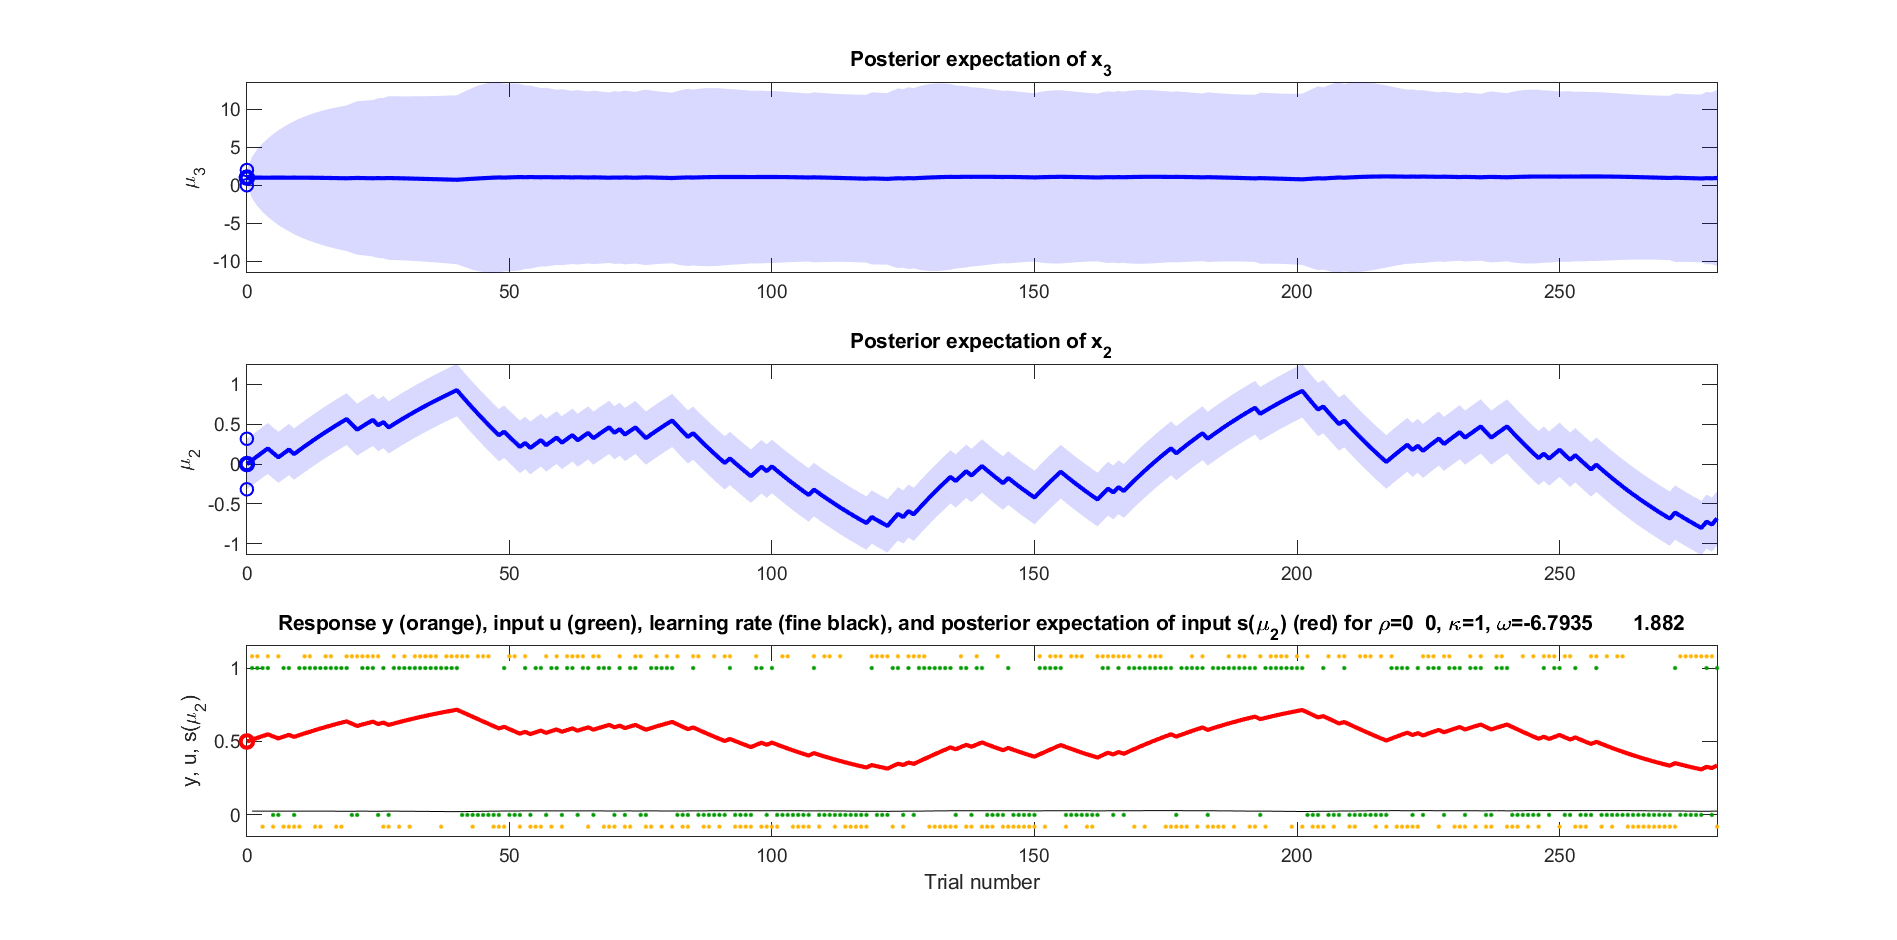 Posterior expectation of x3
10
5
0
-5
-10
μ3
0 50 100 150 200 250
Posterior expectation of x2
1
0.5
0
-0.5
-1
μ2
0 50 100 150 200 250
Response y (orange), input u (green), learning rate (fine black), and posterior expectation of input s(μ2) (red) for ρ=0 0, κ=1, ω=-6.7935 1.882
1
0.5
0
y, u, s(μ2)
0 50 100 150 200 250
Trial number